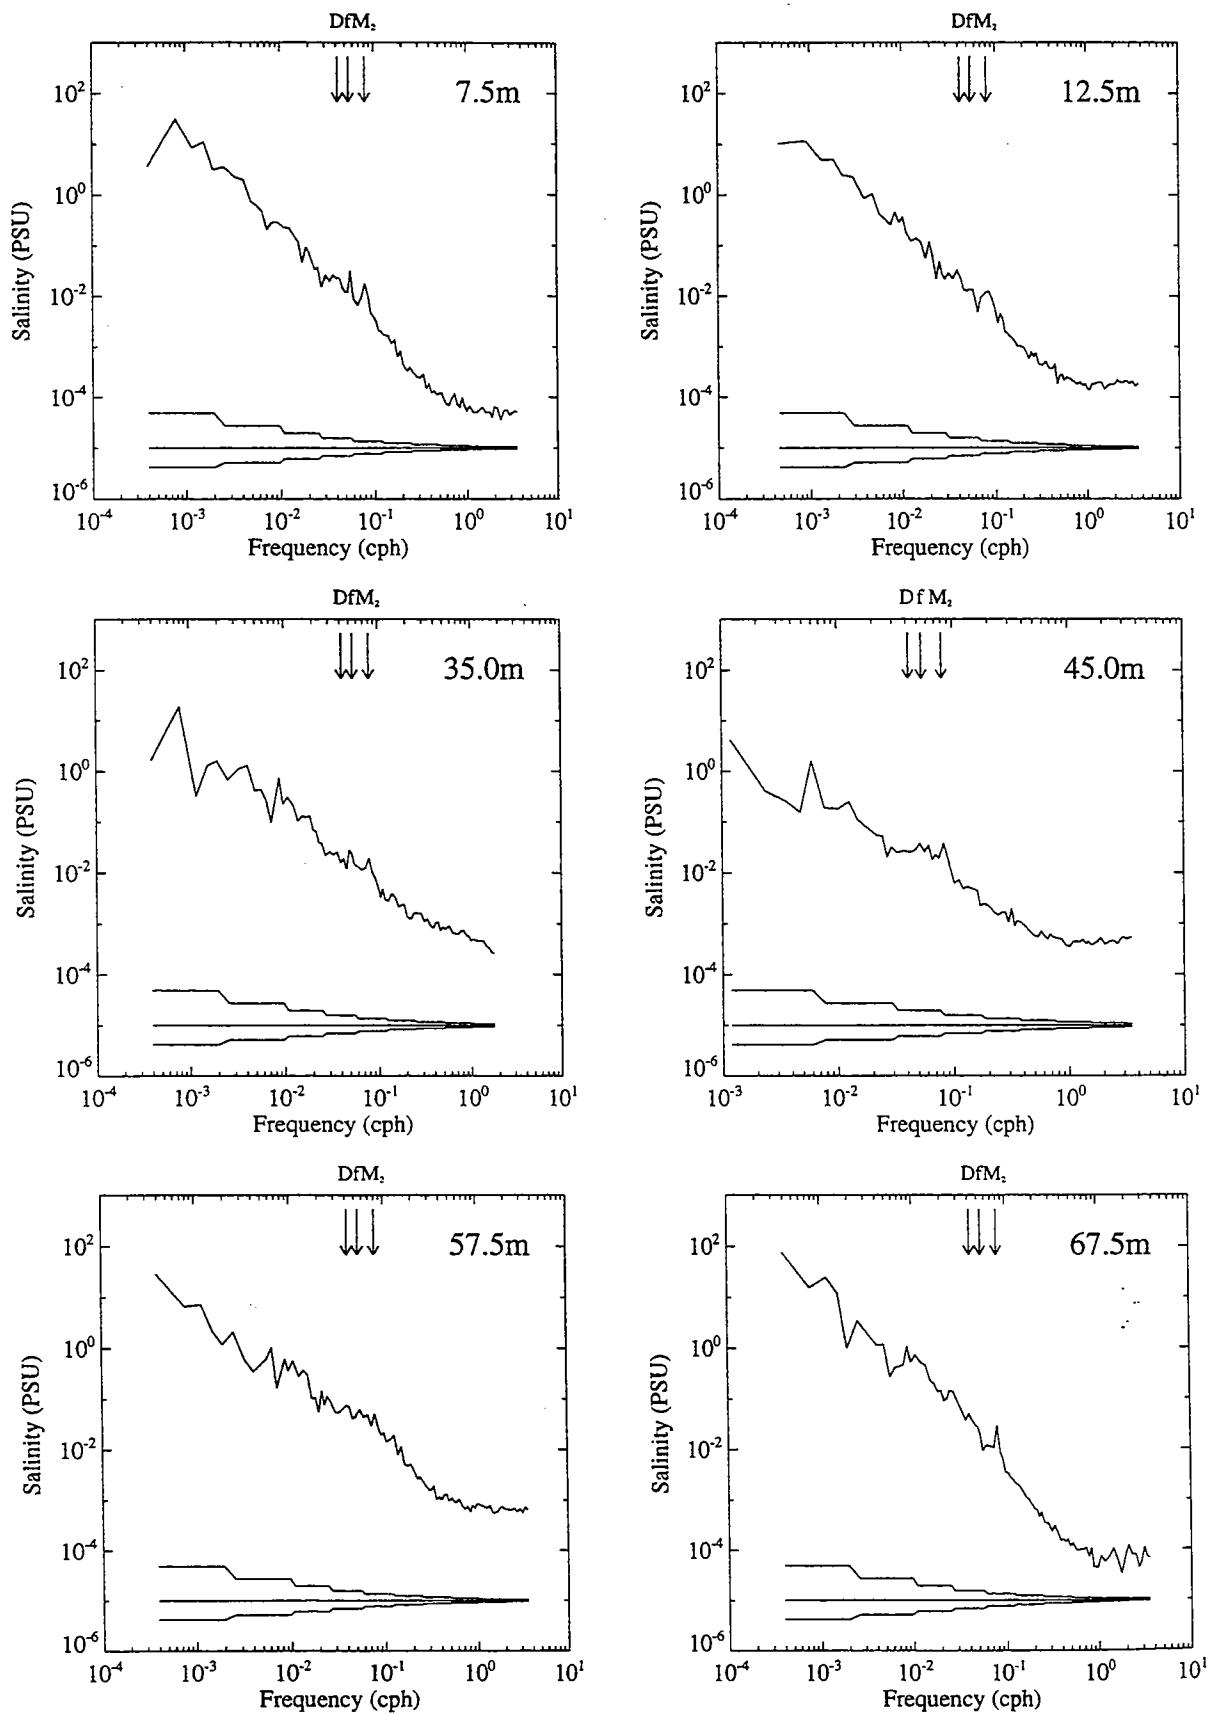 DfM₂
7.5m
10²
10⁰
10⁻²
10⁻⁴
10⁻⁶
Salinity (PSU)
10⁻⁴ 10⁻³ 10⁻² 10⁻¹ 10⁰ 10¹
Frequency (cph)
DfM₂
12.5m
10²
10⁰
10⁻²
10⁻⁴
10⁻⁶
Salinity (PSU)
10⁻⁴ 10⁻³ 10⁻² 10⁻¹ 10⁰ 10¹
Frequency (cph)
DfM₂
35.0m
10²
10⁰
10⁻²
10⁻⁴
10⁻⁶
Salinity (PSU)
10⁻⁴ 10⁻³ 10⁻² 10⁻¹ 10⁰ 10¹
Frequency (cph)
D f M₂
45.0m
10²
10⁰
10⁻²
10⁻⁴
10⁻⁶
Salinity (PSU)
10⁻³ 10⁻² 10⁻¹ 10⁰ 10¹
Frequency (cph)
DfM₂
57.5m
10²
10⁰
10⁻²
10⁻⁴
10⁻⁶
Salinity (PSU)
10⁻⁴ 10⁻³ 10⁻² 10⁻¹ 10⁰ 10¹
Frequency (cph)
DfM₂
67.5m
10²
10⁰
10⁻²
10⁻⁴
10⁻⁶
Salinity (PSU)
10⁻⁴ 10⁻³ 10⁻² 10⁻¹ 10⁰ 10¹
Frequency (cph)